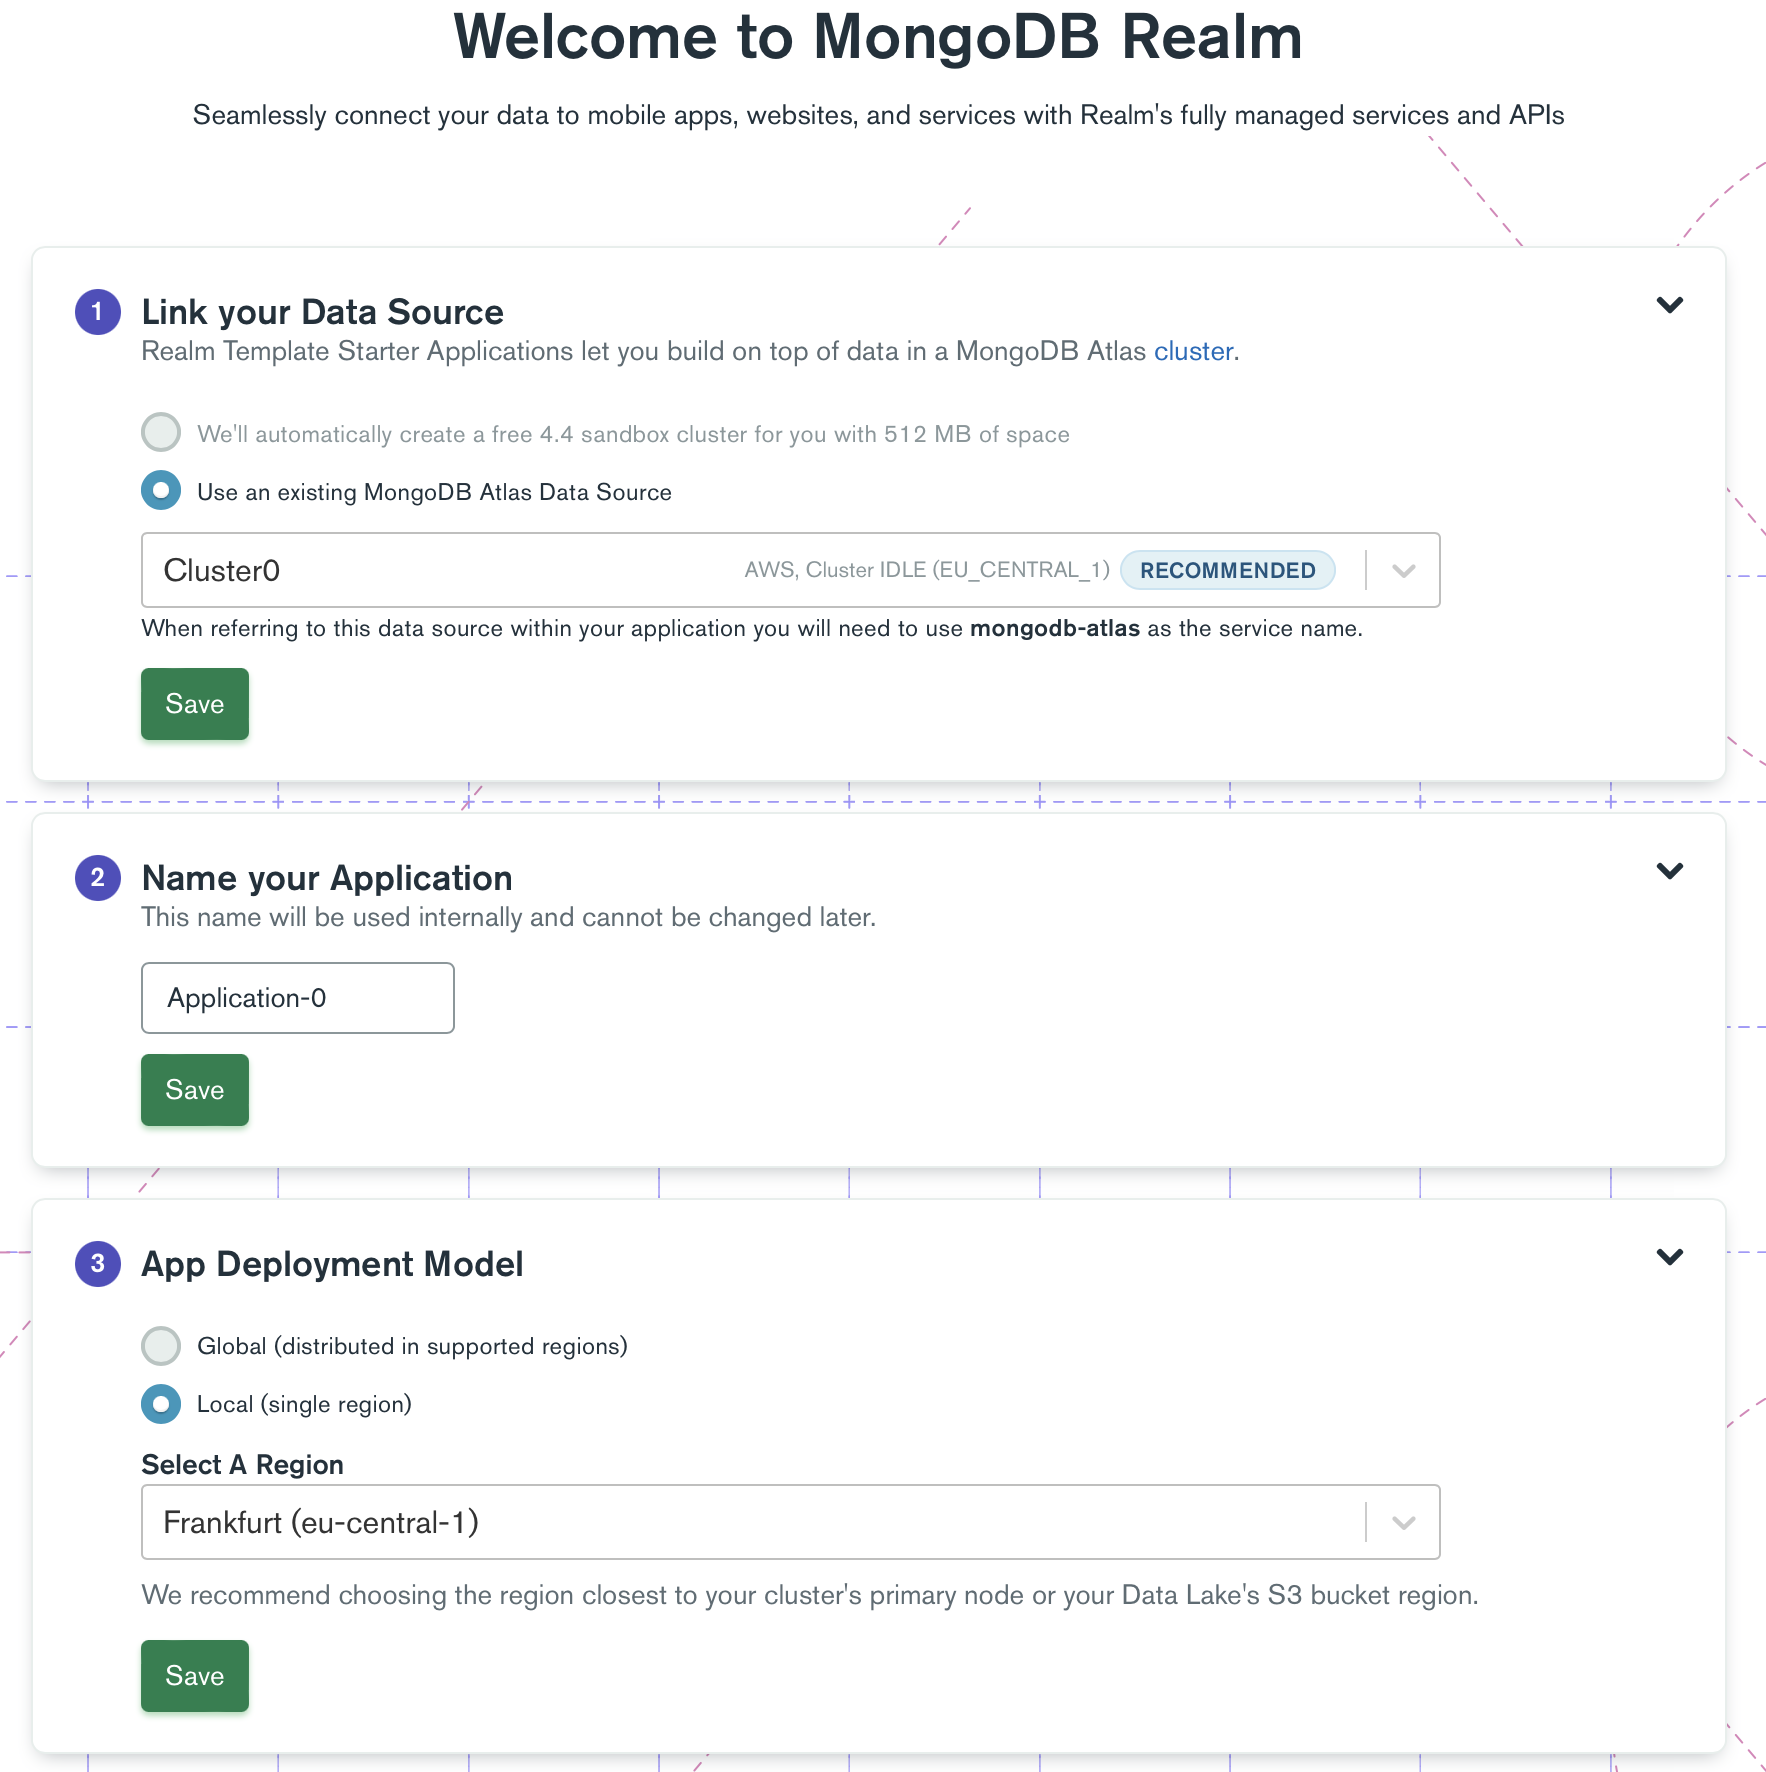 Welcome to MongoDB Realm
Seamlessly connect your data to mobile apps, websites, and services with Realm's fully managed services and APIs
1 Link your Data Source
Realm Template Starter Applications let you build on top of data in a MongoDB Atlas cluster.
We'll automatically create a free 4.4 sandbox cluster for you with 512 MB of space
Use an existing MongoDB Atlas Data Source
Cluster0 AWS, Cluster IDLE (EU_CENTRAL_1) RECOMMENDED
When referring to this data source within your application you will need to use mongodb-atlas as the service name.
Save
2 Name your Application
This name will be used internally and cannot be changed later.
Application-0
Save
3 App Deployment Model
Global (distributed in supported regions)
Local (single region)
Select A Region
Frankfurt (eu-central-1)
We recommend choosing the region closest to your cluster's primary node or your Data Lake's S3 bucket region.
Save